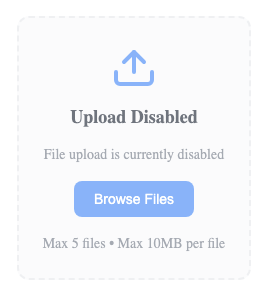 Upload Disabled
File upload is currently disabled
Browse Files
Max 5 files • Max 10MB per file